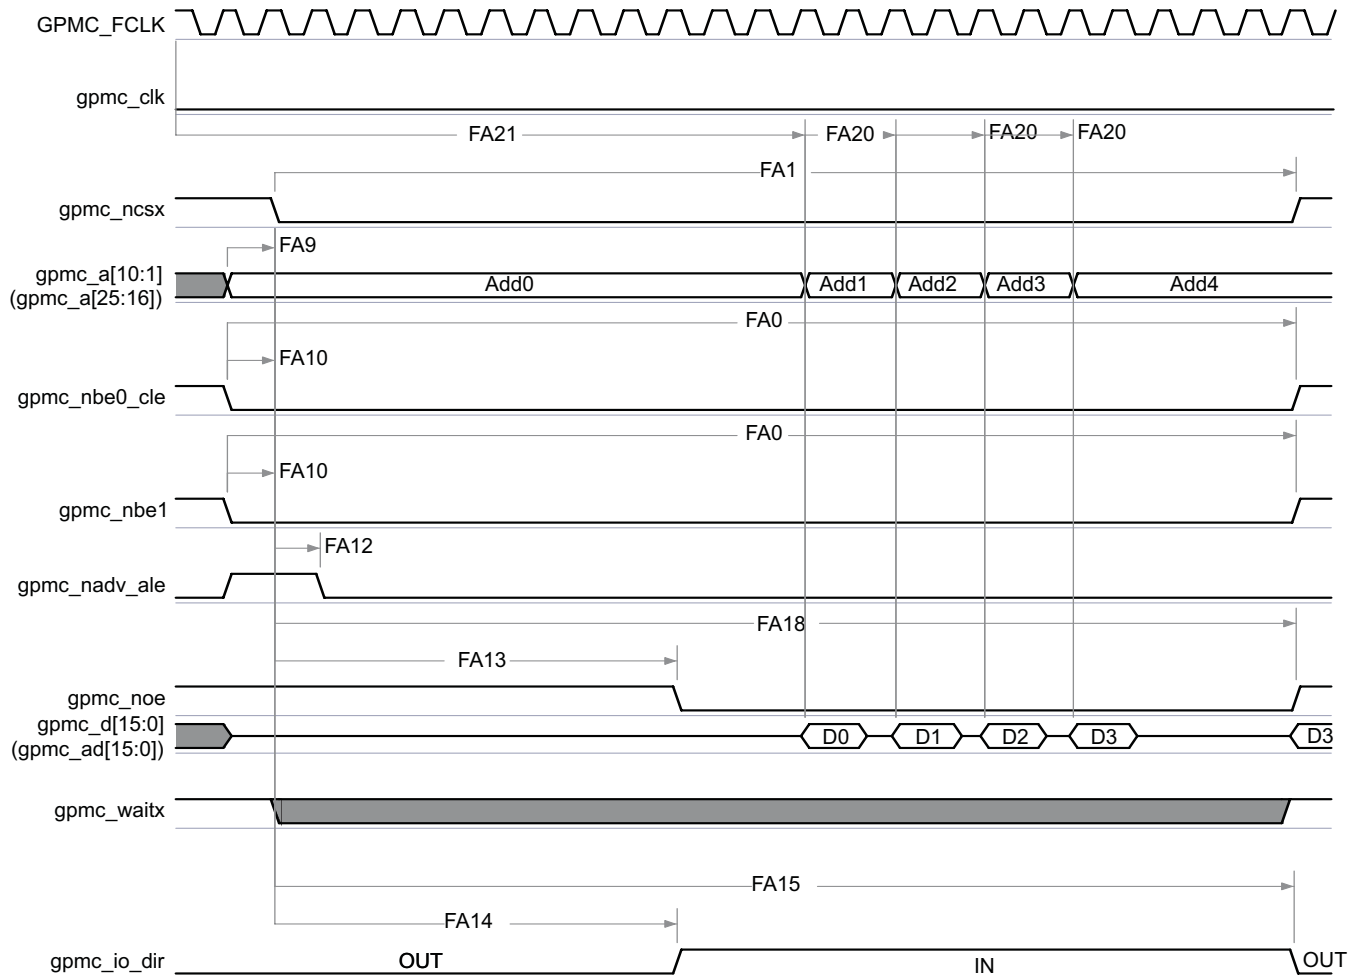 GPMC_FCLK
gpmc_clk
FA21 FA20 FA20 FA20
FA1
gpmc_ncsx
FA9
gpmc_a[10:1]
(gpmc_a[25:16])
Add0 Add1 Add2 Add3 Add4
FA0
FA10
gpmc_nbe0_cle
FA0
FA10
gpmc_nbe1
FA12
gpmc_nadv_ale
FA18
FA13
gpmc_noe
gpmc_d[15:0]
(gpmc_ad[15:0])
D0 D1 D2 D3 D3
gpmc_waitx
FA15
FA14
gpmc_io_dir OUT IN OUT